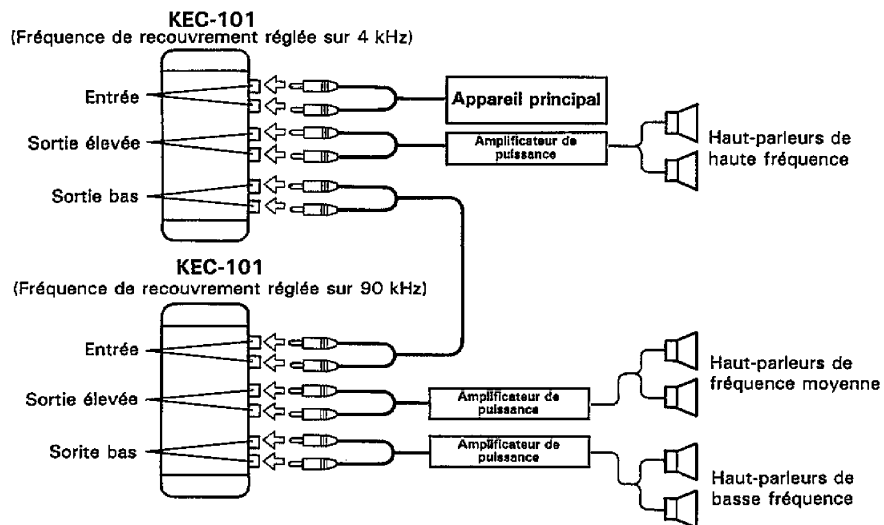 KEC-101
(Fréquence de recouvrement réglée sur 4 kHz)
Entrée
Appareil principal
Sortie élevée
Amplificateur de
puissance
Haut-parleurs de
haute fréquence
Sortie bas
KEC-101
(Fréquence de recouvrement réglée sur 90 kHz)
Entrée
Haut-parleurs de
fréquence moyenne
Sortie élevée
Amplificateur de
puissance
Sorite bas
Amplificateur de
puissance
Haut-parleurs de
basse fréquence